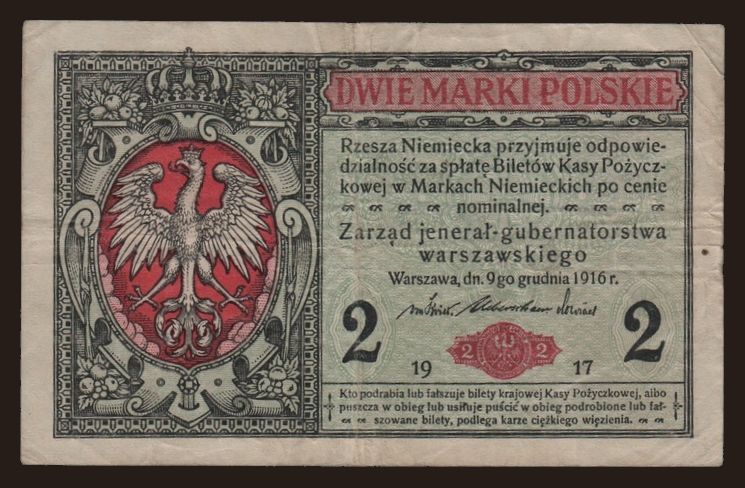 DWIE MARKI POLSKIE
Rzesza Niemiecka przyjmuje odpowie-
dzialność za spłatę Biletów Kasy Pożycz-
kowej w Markach Niemieckich po cenie
nominalnej.
Zarząd jenerał-gubernatorstwa
warszawskiego
Warszawa, dn. 9go grudnia 1916 r.
2 2 2 2
19 17
Kto podrabia lub fałszuje bilety krajowej Kasy Pożyczkowej, albo
puszcza w obieg lub usiłuje puścić w obieg podrobione lub fał-
szowane bilety, podlega karze ciężkiego więzienia.